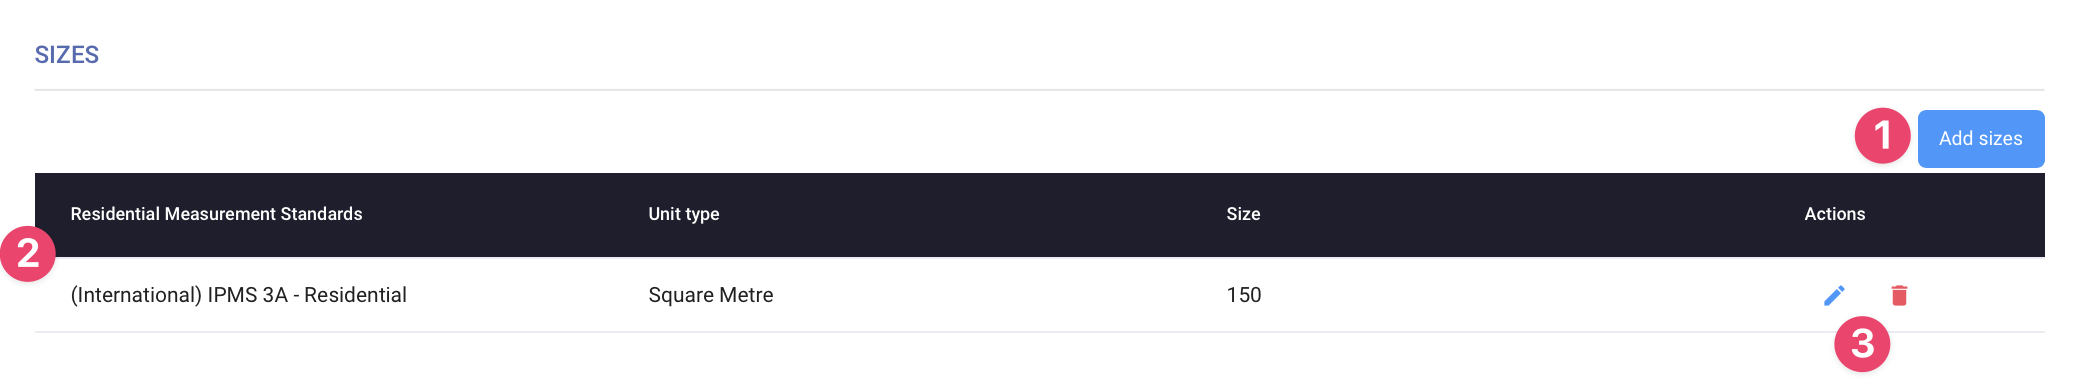 SIZES
1 Add sizes
Residential Measurement Standards Unit type Size Actions
2
(International) IPMS 3A - Residential Square Metre 150
3